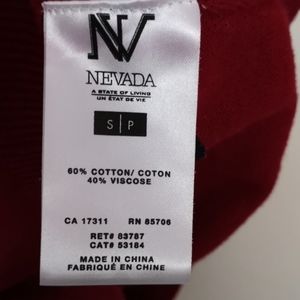 NV
NEVADA
A STATE OF LIVING
UN ÉTAT DE VIE
S|P
60% COTTON/ COTON
40% VISCOSE
CA 17311 RN 85706
RET# 83787
CAT# 53184
MADE IN CHINA
FABRIQUÉ EN CHINE